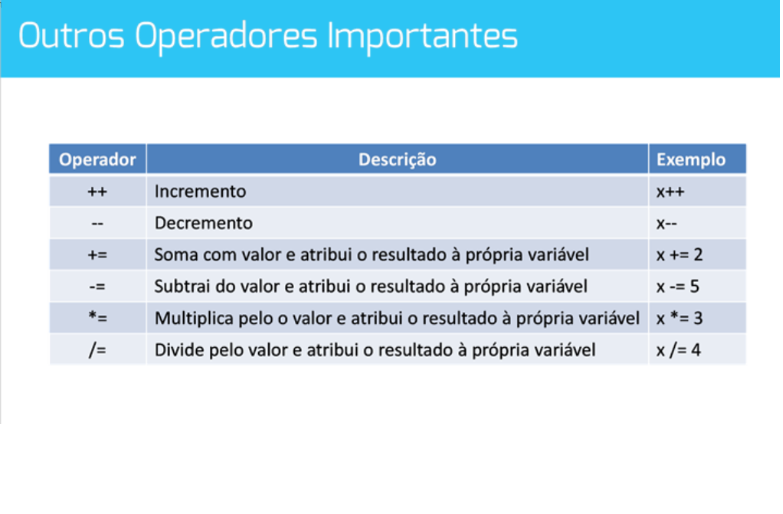 Outros Operadores Importantes
Operador Descrição Exemplo
++ Incremento x++
-- Decremento x--
+= Soma com valor e atribui o resultado à própria variável x += 2
-= Subtrai do valor e atribui o resultado à própria variável x -= 5
*= Multiplica pelo o valor e atribui o resultado à própria variável x *= 3
/= Divide pelo valor e atribui o resultado à própria variável x /= 4